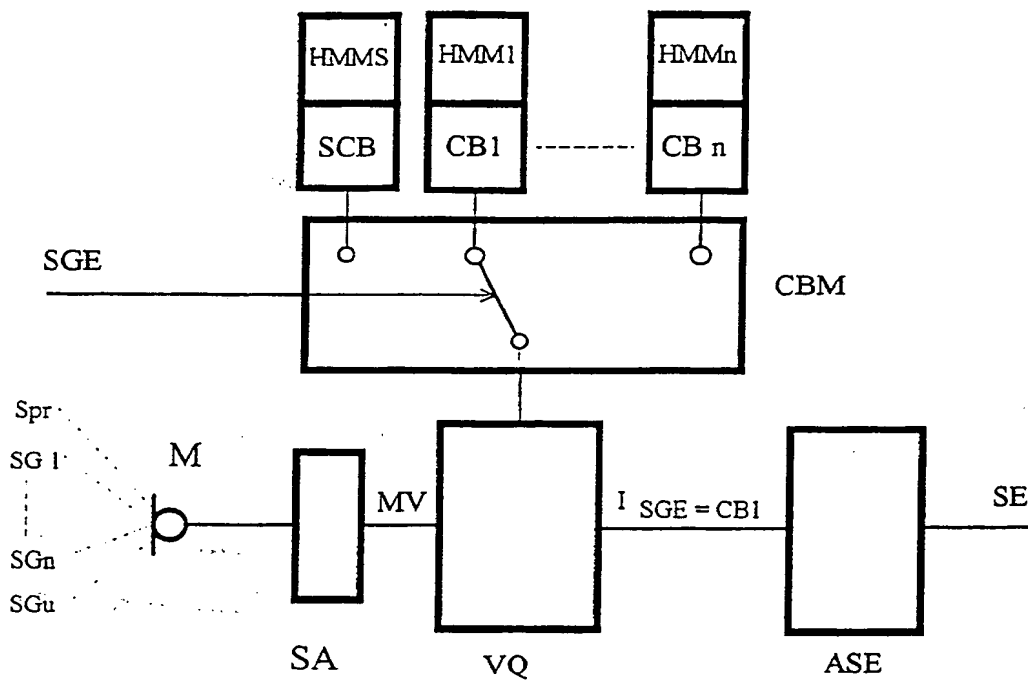 HMMS HMM1 HMMn
SCB CB1 CB n
SGE
CBM
Spr
M
SG 1
MV
I SGE = CB1
SE
SGn
SGu
SA
VQ
ASE